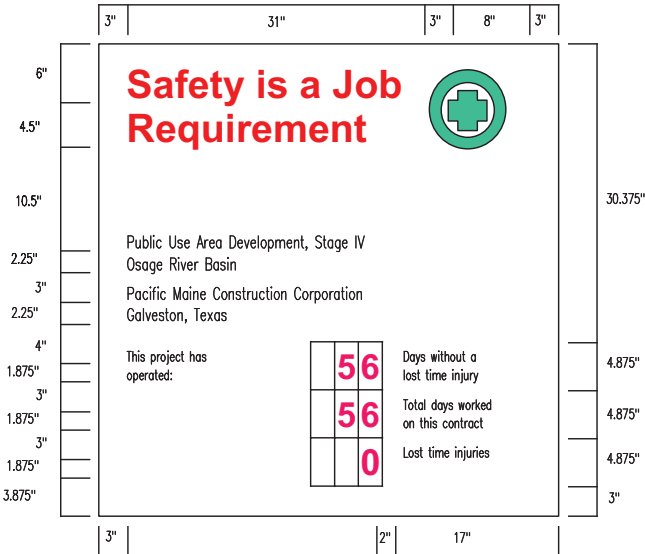 3" 31" 3" 8" 3"
6"
4.5"
10.5"
2.25"
3"
2.25"
4"
1.875"
3"
1.875"
3"
1.875"
3.875"
Safety is a Job
Requirement
Public Use Area Development, Stage IV
Osage River Basin
Pacific Maine Construction Corporation
Galveston, Texas
This project has
operated:
56
Days without a
lost time injury
56
Total days worked
on this contract
0
Lost time injuries
30.375"
4.875"
4.875"
4.875"
3"
3" 2" 17"